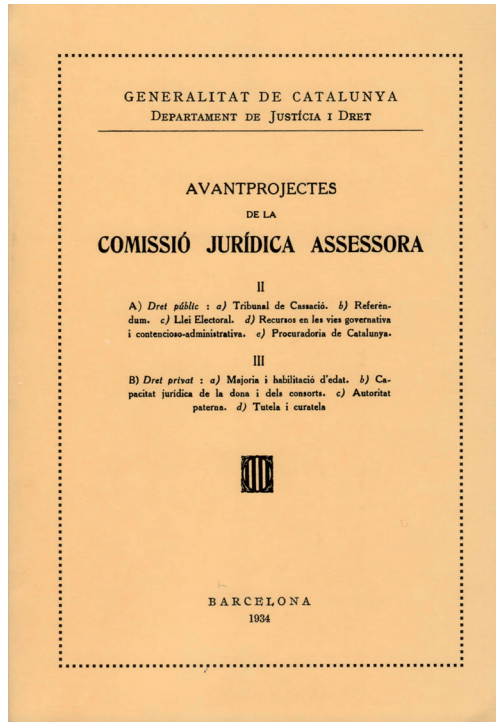 GENERALITAT DE CATALUNYA
DEPARTAMENT DE JUSTÍCIA I DRET
AVANTPROJECTES
DE LA
COMISSIÓ JURÍDICA ASSESSORA
II
A) Dret públic : a) Tribunal de Cassació. b) Referèn-
dum. c) Llei Electoral. d) Recursos en les vies governativa
i contencioso-administrativa. e) Procuradoria de Catalunya.
III
B) Dret privat : a) Majoria i habilitació d'edat. b) Ca-
pacitat jurídica de la dona i dels consorts. c) Autoritat
paterna. d) Tutela i curatela
BARCELONA
1934